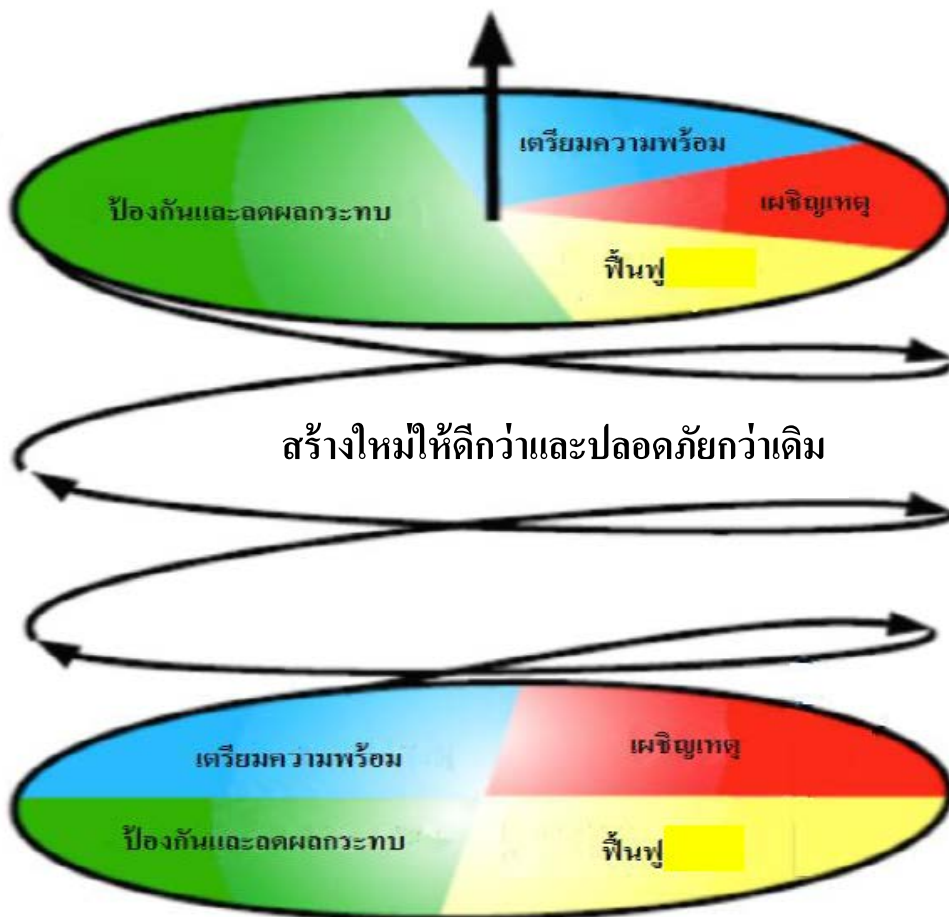 เตรียมความพร้อม
ป้องกันและลดผลกระทบ
เผชิญเหตุ
ฟื้นฟู
สร้างใหม่ให้ดีกว่าและปลอดภัยกว่าเดิม
เตรียมความพร้อม
เผชิญเหตุ
ป้องกันและลดผลกระทบ
ฟื้นฟู